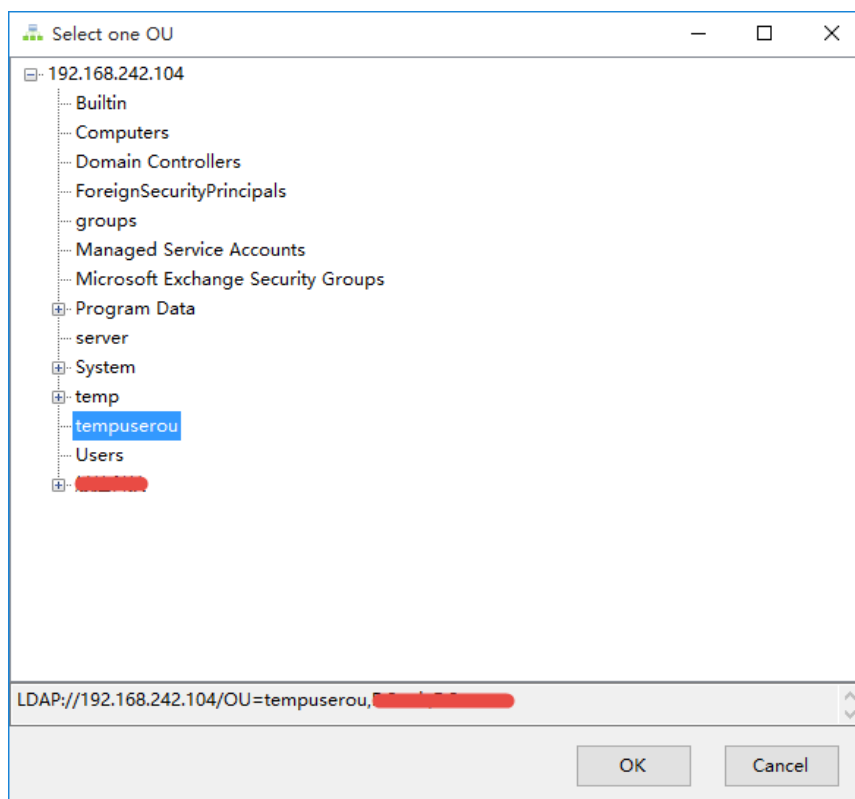 Select one OU
192.168.242.104
Builtin
Computers
Domain Controllers
ForeignSecurityPrincipals
groups
Managed Service Accounts
Microsoft Exchange Security Groups
Program Data
server
System
temp
tempuserou
Users
LDAP://192.168.242.104/OU=tempuserou,
OK Cancel